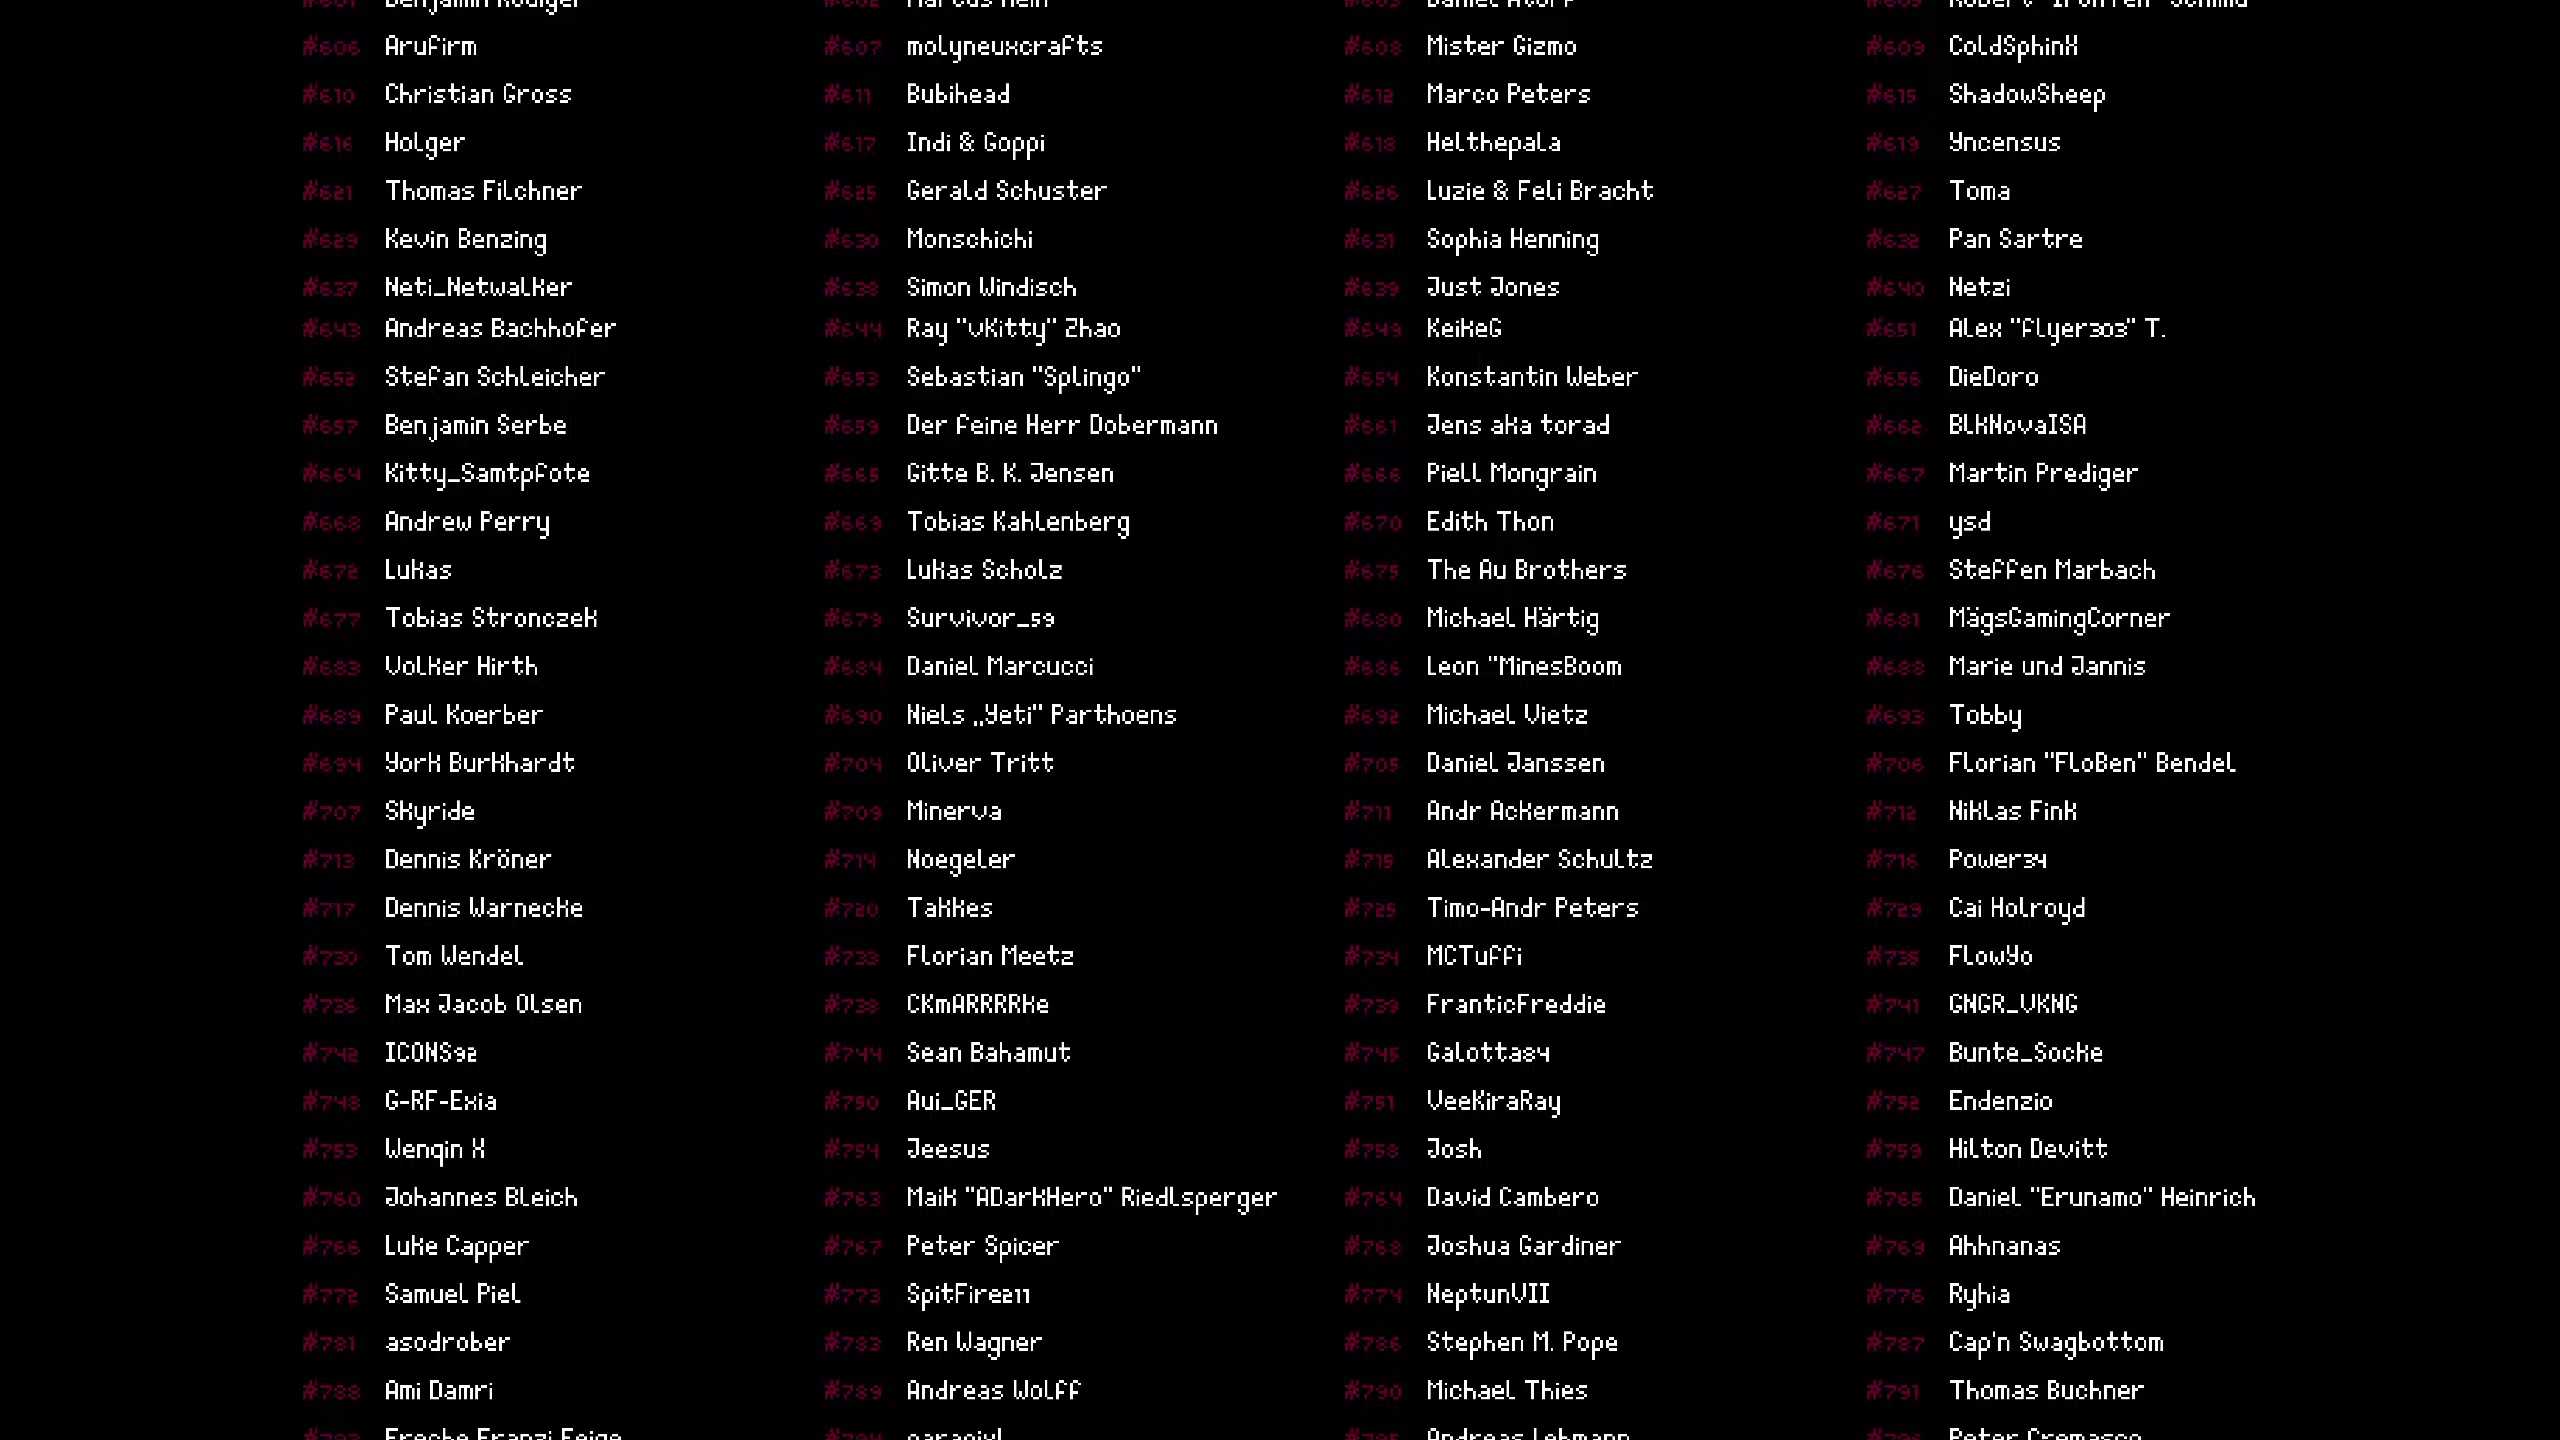 #606 Arufirm #607 molyneuxcrafts #608 Mister Gizmo #609 ColdSphinX
#610 Christian Gross #611 Bubihead #612 Marco Peters #615 ShadowSheep
#616 Holger #617 Indi & Goppi #618 Helthepala #619 Yncensus
#621 Thomas Filchner #625 Gerald Schuster #626 Luzie & Feli Bracht #627 Toma
#629 Kevin Benzing #630 Monschichi #631 Sophia Henning #632 Pan Sartre
#637 Neti_Netwalker #638 Simon Windisch #639 Just Jones #640 Netzi
#643 Andreas Bachhofer #644 Ray "vKitty" Zhao #649 KeikeG #651 Alex "flyer303" T.
#652 Stefan Schleicher #653 Sebastian "Splingo" #654 Konstantin Weber #656 DieDoro
#657 Benjamin Serbe #659 Der feine Herr Dobermann #661 Jens aka torad #662 BlkNovaISA
#664 Kitty_Samtpfote #665 Gitte B. K. Jensen #666 Piell Mongrain #667 Martin Prediger
#668 Andrew Perry #669 Tobias Kahlenberg #670 Edith Thon #671 ysd
#672 Lukas #673 Lukas Scholz #675 The Au Brothers #676 Steffen Marbach
#677 Tobias Stronczek #679 Survivor_59 #680 Michael Härtig #681 MägsGamingCorner
#683 Volker Hirth #684 Daniel Marcucci #686 Leon "MinesBoom #688 Marie und Jannis
#689 Paul Koerber #690 Niels „Yeti" Parthoens #692 Michael Vietz #693 Tobby
#694 York Burkhardt #704 Oliver Tritt #705 Daniel Janssen #706 Florian "FloBen" Bendel
#707 Skyride #709 Minerva #711 Andr Ackermann #712 Niklas Fink
#713 Dennis Kröner #714 Noegeler #715 Alexander Schultz #716 Power34
#717 Dennis Warnecke #720 Takkes #725 Timo-Andr Peters #729 Cai Holroyd
#730 Tom Wendel #733 Florian Meetz #734 MCTuffi #735 FlowYo
#736 Max Jacob Olsen #738 CKmARRRRke #739 FranticFreddie #741 GNGR_VKNG
#742 ICONS92 #744 Sean Bahamut #745 Galotta84 #747 Bunte_Socke
#748 G-RF-Exia #750 Aui_GER #751 VeeKiraRay #752 Endenzio
#753 Wenqin X #754 Jeesus #758 Josh #759 Hilton Devitt
#760 Johannes Bleich #763 Maik "ADarkHero" Riedlsperger #764 David Cambero #765 Daniel "Erunamo" Heinrich
#766 Luke Capper #767 Peter Spicer #768 Joshua Gardiner #769 Ahhnanas
#772 Samuel Piel #773 SpitFire211 #774 NeptunVII #776 Ryhia
#781 asodrober #783 Ren Wagner #786 Stephen M. Pope #787 Cap'n Swagbottom
#788 Ami Damri #789 Andreas Wolff #790 Michael Thies #791 Thomas Buchner